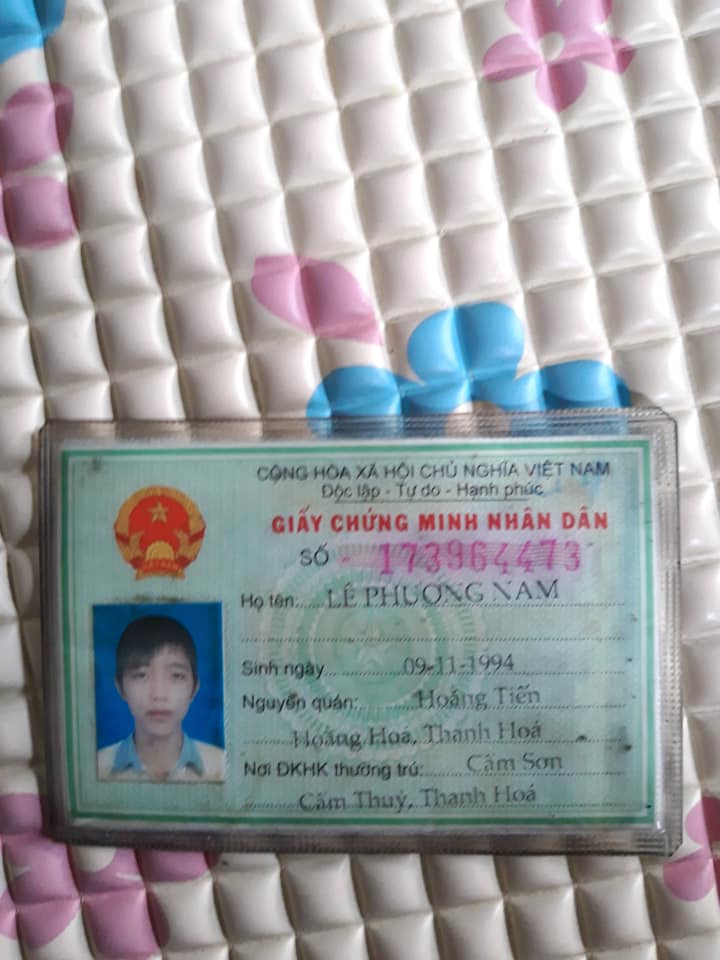 CỘNG HÒA XÃ HỘI CHỦ NGHĨA VIỆT NAM
Độc lập - Tự do - Hạnh phúc
GIẤY CHỨNG MINH NHÂN DÂN
SỐ 173964473
Họ tên: LÊ PHƯƠNG NAM
Sinh ngày 09-11-1994
Nguyên quán: Hoằng Tiến
Hoằng Hoá, Thanh Hoá
Nơi ĐKHK thường trú: Cẩm Sơn
Cẩm Thuỷ, Thanh Hoá